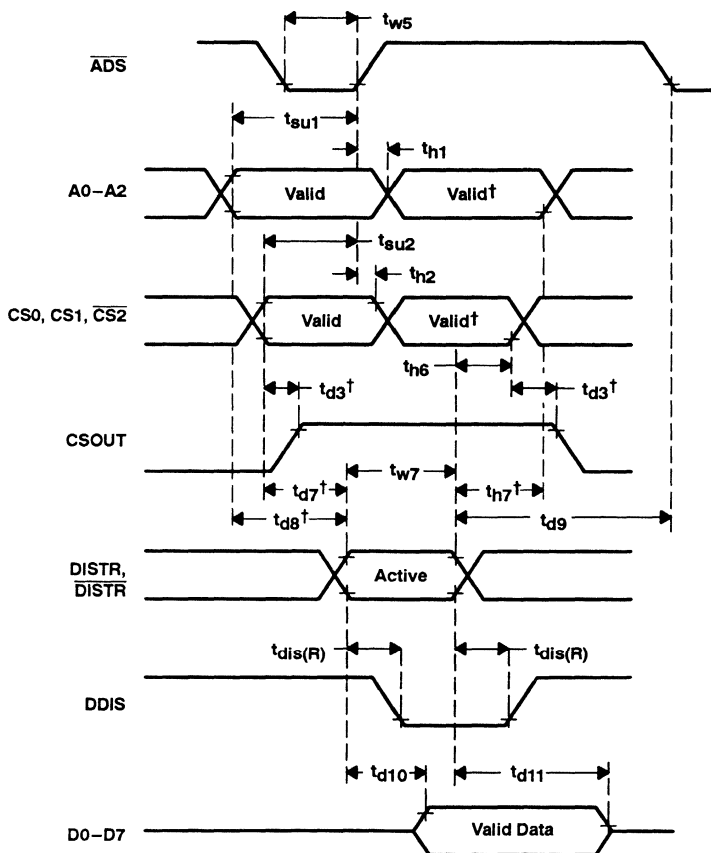 tw5
ADS
tsu1
th1
A0–A2
Valid
Valid†
tsu2
th2
CS0, CS1, CS2
Valid
Valid†
th6
td3†
td3†
CSOUT
tw7
td7†
th7†
td8†
td9
DISTR,
DISTR
Active
tdis(R)
tdis(R)
DDIS
td10
td11
D0–D7
Valid Data